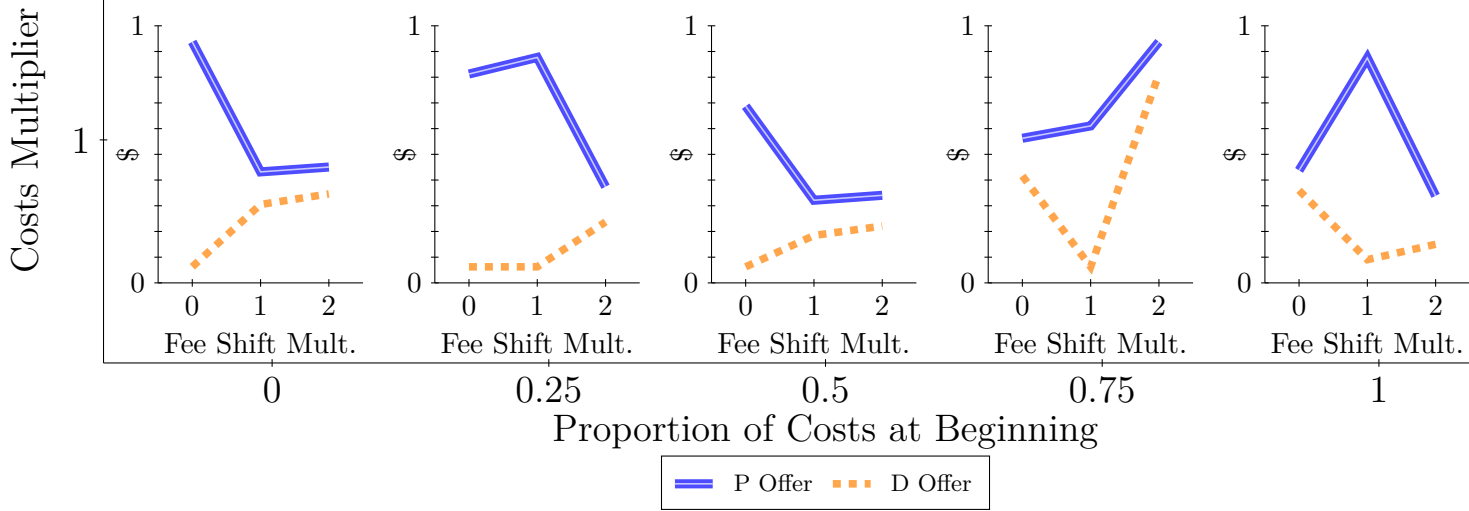 Costs Multiplier
1
1
$
0
0 1 2
Fee Shift Mult.
1
$
0
0 1 2
Fee Shift Mult.
1
$
0
0 1 2
Fee Shift Mult.
1
$
0
0 1 2
Fee Shift Mult.
1
$
0
0 1 2
Fee Shift Mult.
0 0.25 0.5 0.75 1
Proportion of Costs at Beginning
P Offer D Offer